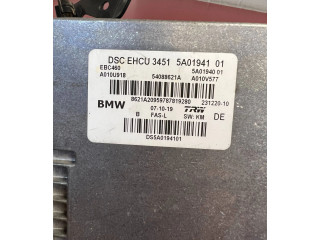 DSC EHCU 3451 5A01941 01
EBC460 5A01940 01
A010U918 54088621A A010V577
8621A20959787819280 231220-10
BMW 07-10-19 TRW
B FAS-L SW: KM DE
DS5A0194101